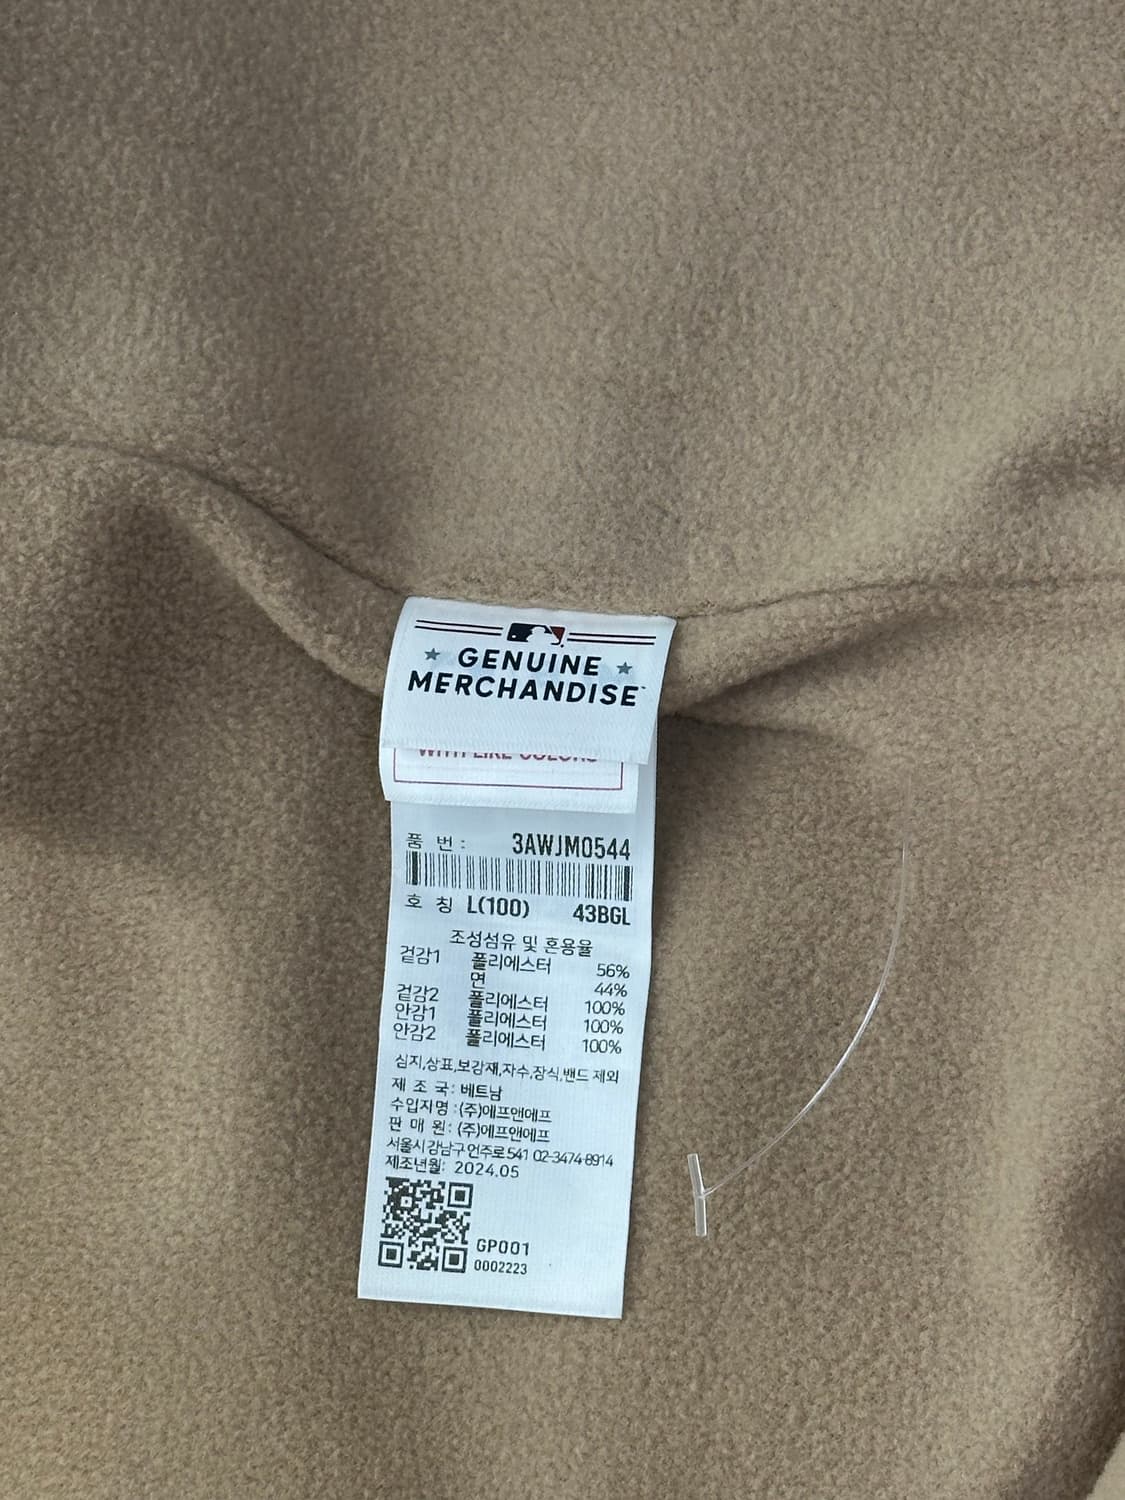 GENUINE
MERCHANDISE
WITH LIKE COLORS
품 번 : 3AWJM0544
호 칭 L(100) 43BGL
조성섬유 및 혼용율
겉감1 폴리에스터 56%
면 44%
겉감2 폴리에스터 100%
안감1 폴리에스터 100%
안감2 폴리에스터 100%
심지,상표,보강재,자수,장식,밴드 제외
제 조 국 : 베트남
수입자명 : (주)에프앤에프
판 매 원 : (주)에프앤에프
서울시 강남구 언주로 541 02-3474-8914
제조년월: 2024.05
GP001
0002223